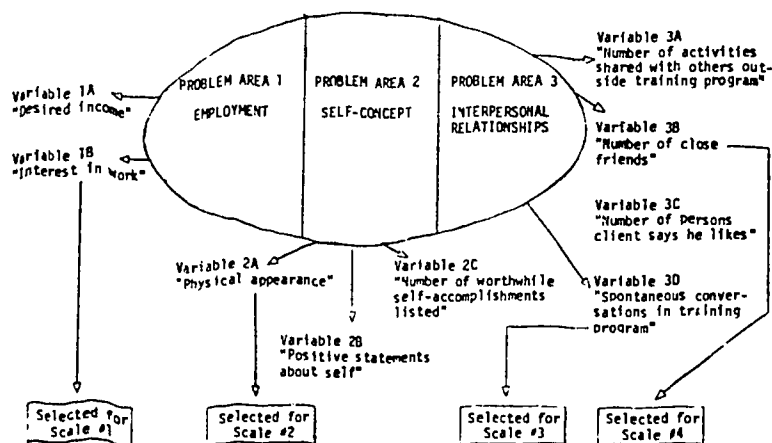 PROBLEM AREA 1
EMPLOYMENT
PROBLEM AREA 2
SELF-CONCEPT
PROBLEM AREA 3
INTERPERSONAL
RELATIONSHIPS
Variable 1A
"Desired income"
Variable 1B
"Interest in work"
Variable 2A
"Physical appearance"
Variable 2B
"Positive statements
about self"
Variable 2C
"Number of worthwhile
self-accomplishments
listed"
Variable 3A
"Number of activities
shared with others out-
side training program"
Variable 3B
"Number of close
friends"
Variable 3C
"Number of persons
client says he likes"
Variable 3D
"Spontaneous conver-
sations in training
program"
Selected for
Scale #1
Selected for
Scale #2
Selected for
Scale #3
Selected for
Scale #4